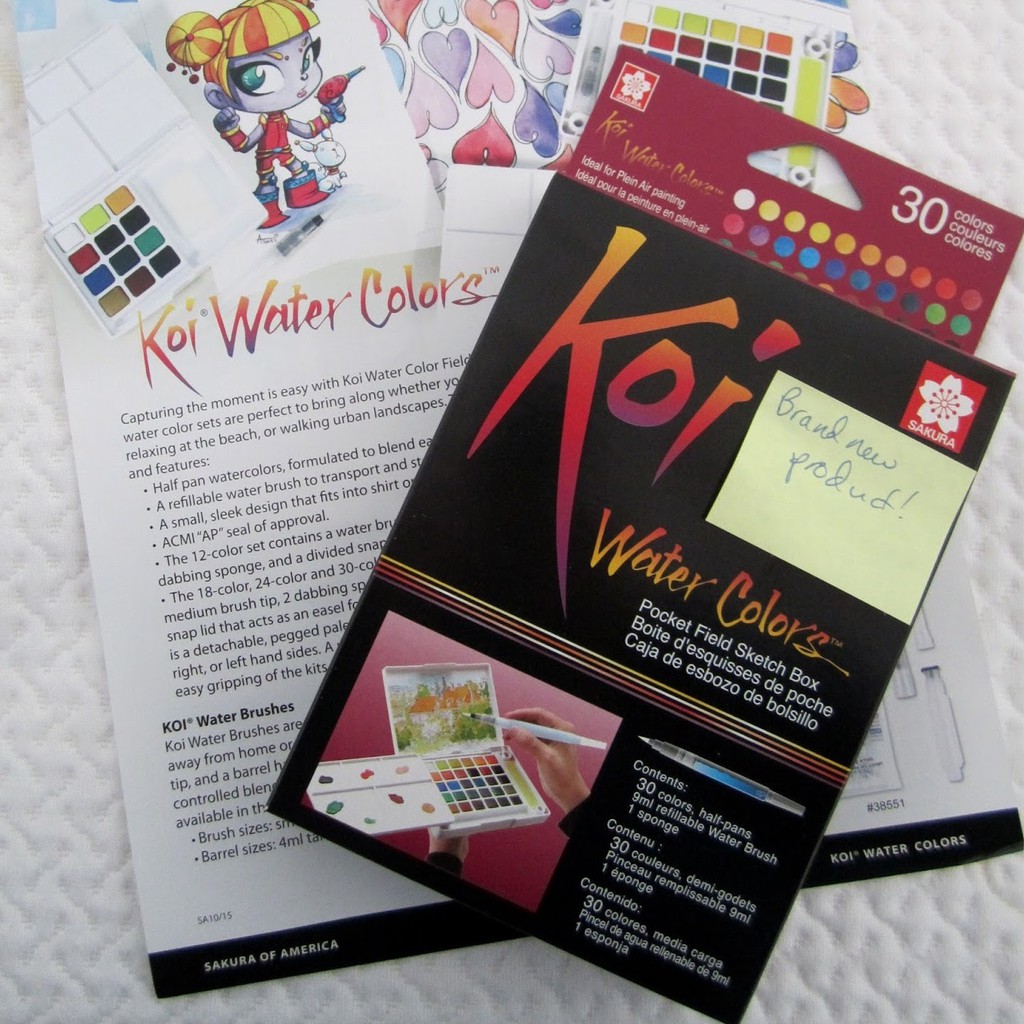 Koi® Water Colors™
Capturing the moment is easy with Koi Water Color Field
water color sets are perfect to bring along whether yo
relaxing at the beach, or walking urban landscapes.
and features:
• Half pan watercolors, formulated to blend ea
• A refillable water brush to transport and st
• A small, sleek design that fits into shirt o
• ACMI "AP" seal of approval.
• The 12-color set contains a water bru
dabbing sponge, and a divided snap
• The 18-color, 24-color and 30-col
medium brush tip, 2 dabbing sp
snap lid that acts as an easel fo
is a detachable, pegged pale
right, or left hand sides. A
easy gripping of the kits
KOI® Water Brushes
Koi Water Brushes are
away from home or
tip, and a barrel h
controlled blend
available in th
• Brush sizes: sm
• Barrel sizes: 4ml ta
SA10/15
SAKURA OF AMERICA
#38551
KOI® WATER COLORS
SAKURA
Koi Water Colors™
Ideal for Plein Air painting
Idéal pour la peinture en plein-air
30 colors
couleurs
colores
Koi
SAKURA
Brand new
product!
Water Colors™
Pocket Field Sketch Box
Boite d'esquisses de poche
Caja de esbozo de bolsillo
Contents:
30 colors, half-pans
9ml refillable Water Brush
1 sponge
Contenu :
30 couleurs, demi-godets
Pinceau remplissable 9ml
1 éponge
Contenido:
30 colores, media carga
Pincel de agua rellenable de 9ml
1 esponja